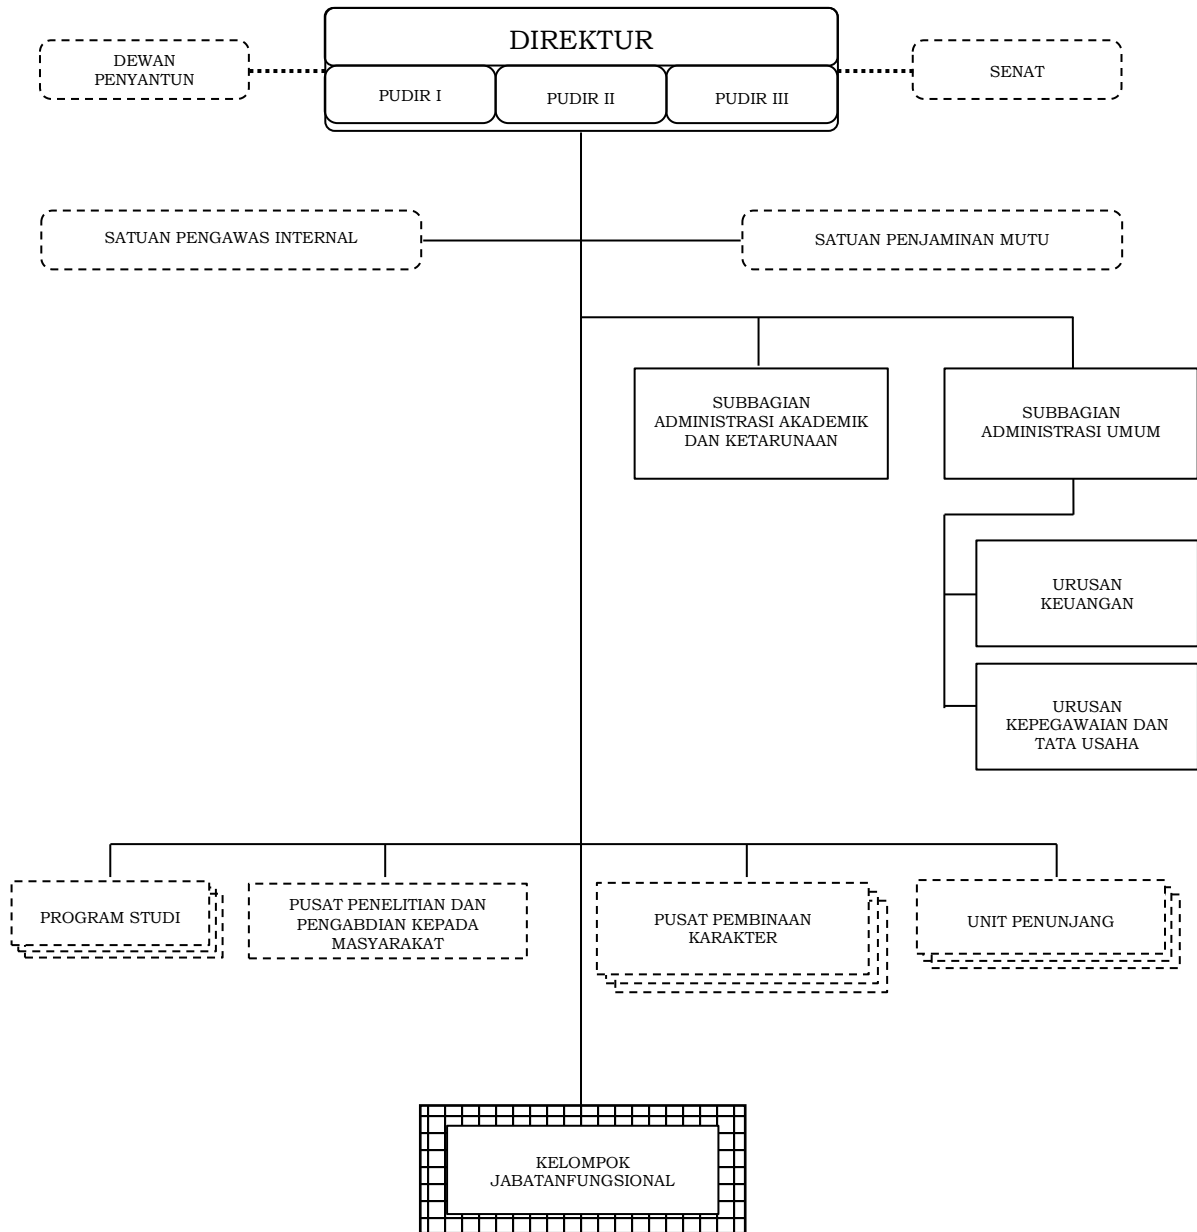 DIREKTUR
DEWAN
PENYANTUN
SENAT
PUDIR I
PUDIR II
PUDIR III
SATUAN PENGAWAS INTERNAL
SATUAN PENJAMINAN MUTU
SUBBAGIAN
ADMINISTRASI AKADEMIK
DAN KETARUNAAN
SUBBAGIAN
ADMINISTRASI UMUM
URUSAN
KEUANGAN
URUSAN
KEPEGAWAIAN DAN
TATA USAHA
PROGRAM STUDI
PUSAT PENELITIAN DAN
PENGABDIAN KEPADA
MASYARAKAT
PUSAT PEMBINAAN
KARAKTER
UNIT PENUNJANG
KELOMPOK
JABATANFUNGSIONAL